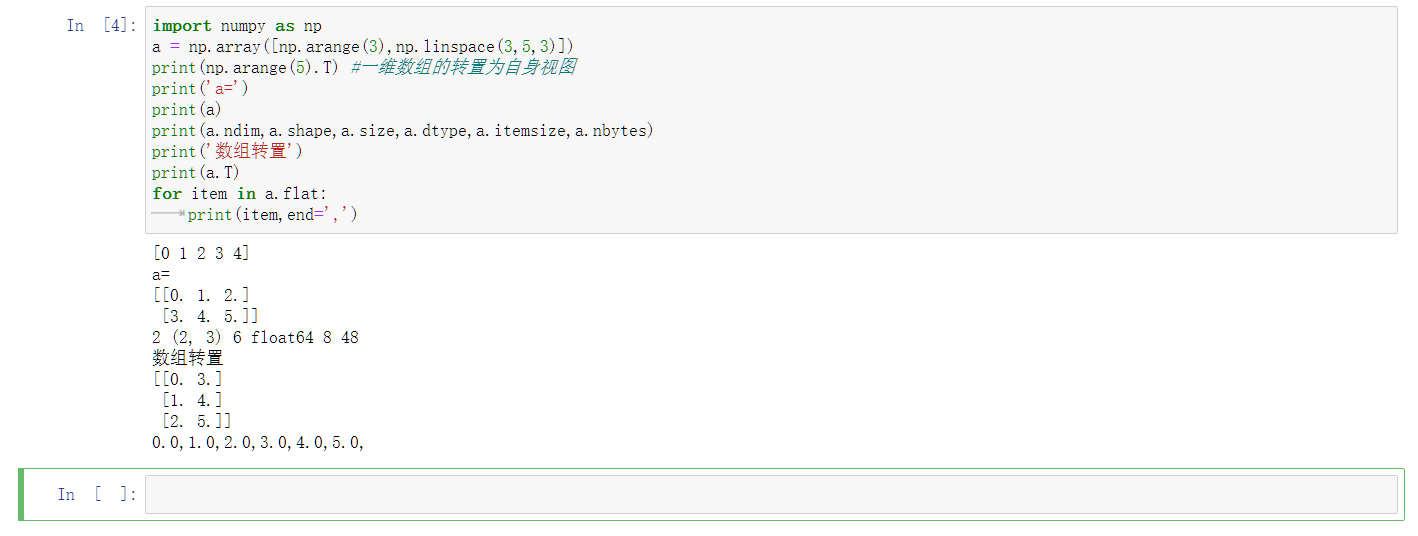 In [4]: import numpy as np
a = np.array([np.arange(3),np.linspace(3,5,3)])
print(np.arange(5).T) #一维数组的转置为自身视图
print('a=')
print(a)
print(a.ndim,a.shape,a.size,a.dtype,a.itemsize,a.nbytes)
print('数组转置')
print(a.T)
for item in a.flat:
    print(item,end=',')
[0 1 2 3 4]
a=
[[0. 1. 2.]
 [3. 4. 5.]]
2 (2, 3) 6 float64 8 48
数组转置
[[0. 3.]
 [1. 4.]
 [2. 5.]]
0.0,1.0,2.0,3.0,4.0,5.0,
In [ ]: